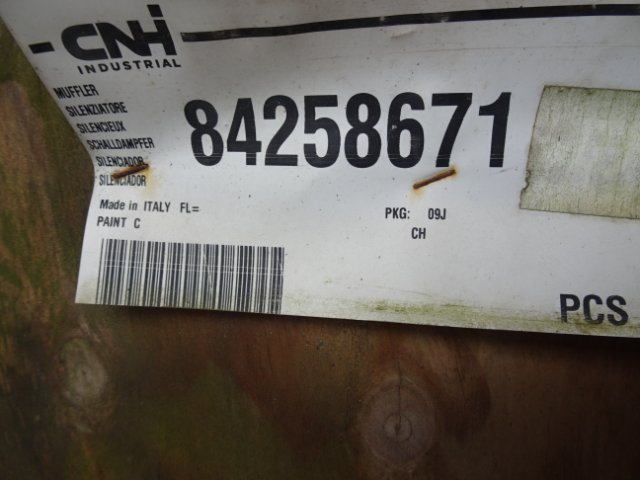 CNH
INDUSTRIAL
MUFFLER
SILENZIATORE
SILENCIEUX
SCHALLDAMPFER
SILENCIADOR
SILENCIADOR
84258671
Made in ITALY FL=
PAINT C
PKG: 09J
CH
PCS